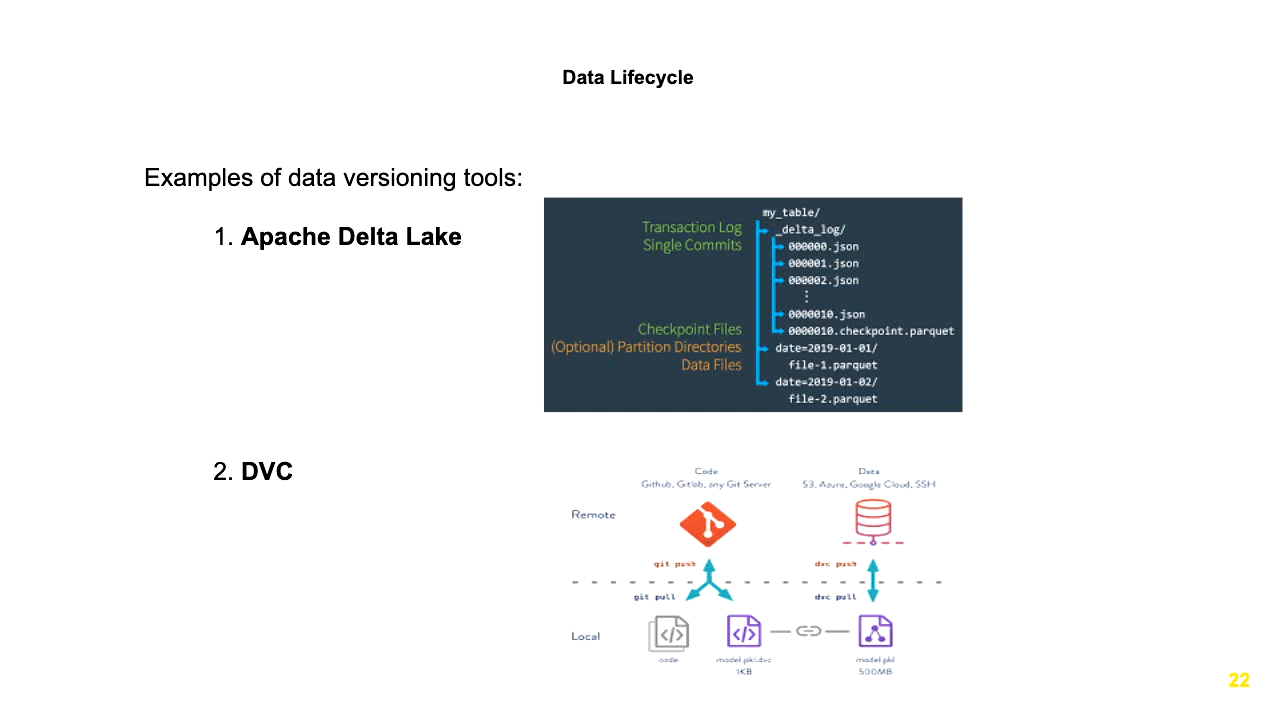 Data Lifecycle
Examples of data versioning tools:
1. Apache Delta Lake
Transaction Log
Single Commits
Checkpoint Files
(Optional) Partition Directories
Data Files
my_table/
_delta_log/
000000.json
000001.json
000002.json
0000010.json
0000010.checkpoint.parquet
date=2019-01-01/
file-1.parquet
date=2019-01-02/
file-2.parquet
2. DVC
Code
Github, Gitlab, any Git Server
Data
S3, Azure, Google Cloud, SSH
Remote
git push
dvc push
git pull
dvc pull
Local
code
model.pkl.dvc
1KB
model.pkl
500MB
22